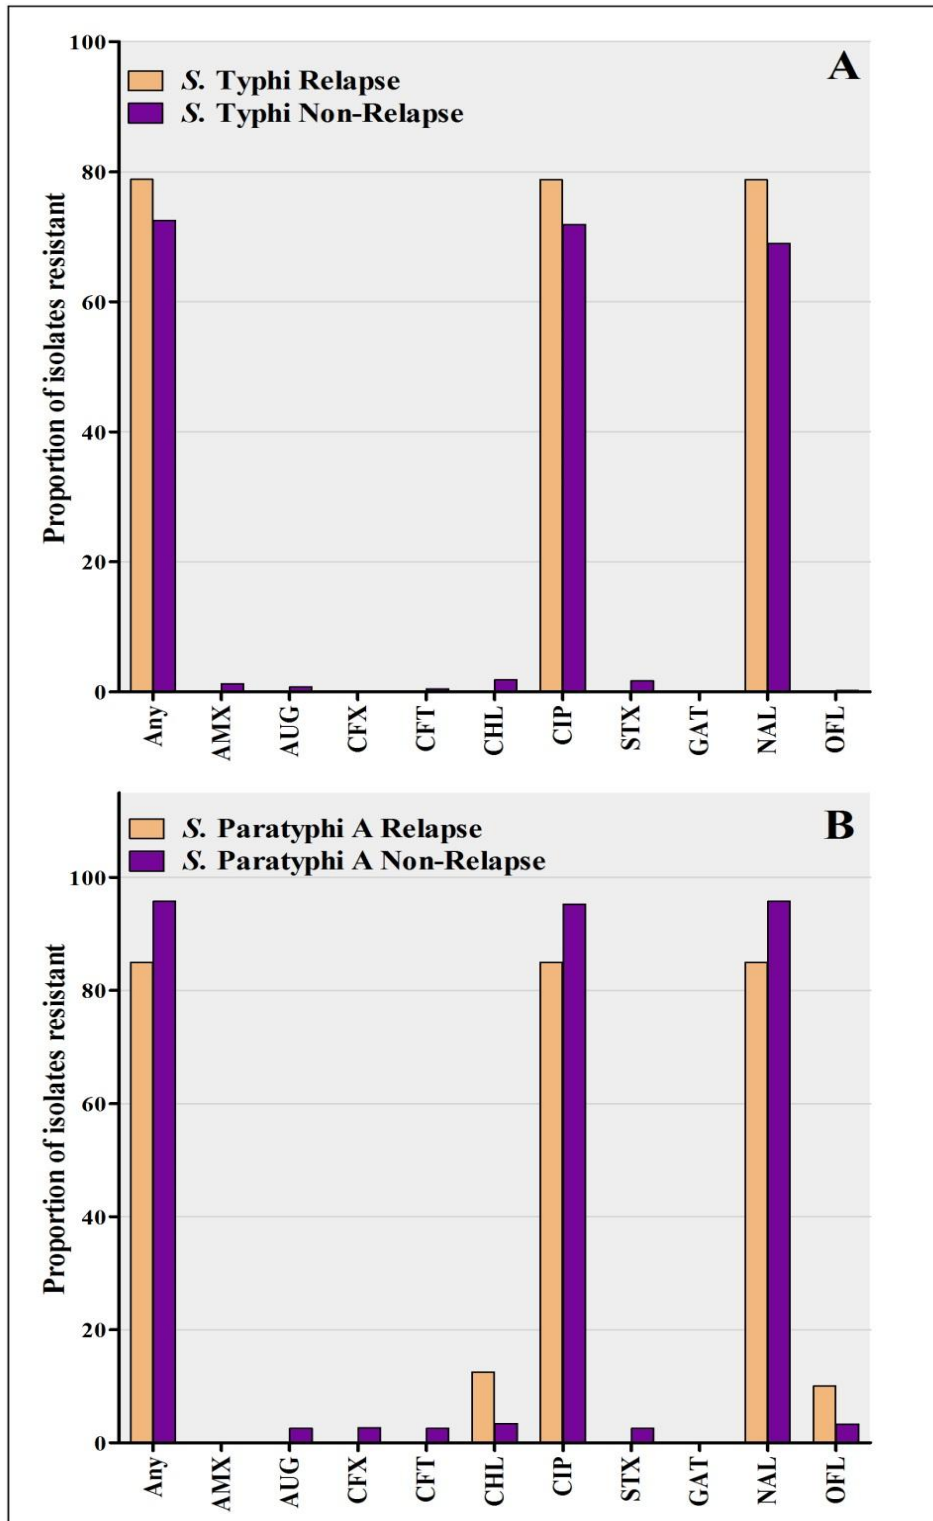 A
S. Typhi Relapse
S. Typhi Non-Relapse
Proportion of isolates resistant
100
80
60
40
20
0
Any AMX AUG CFX CFT CHL CIP STX GAT NAL OFL
B
S. Paratyphi A Relapse
S. Paratyphi A Non-Relapse
Proportion of isolates resistant
100
80
60
40
20
0
Any AMX AUG CFX CFT CHL CIP STX GAT NAL OFL